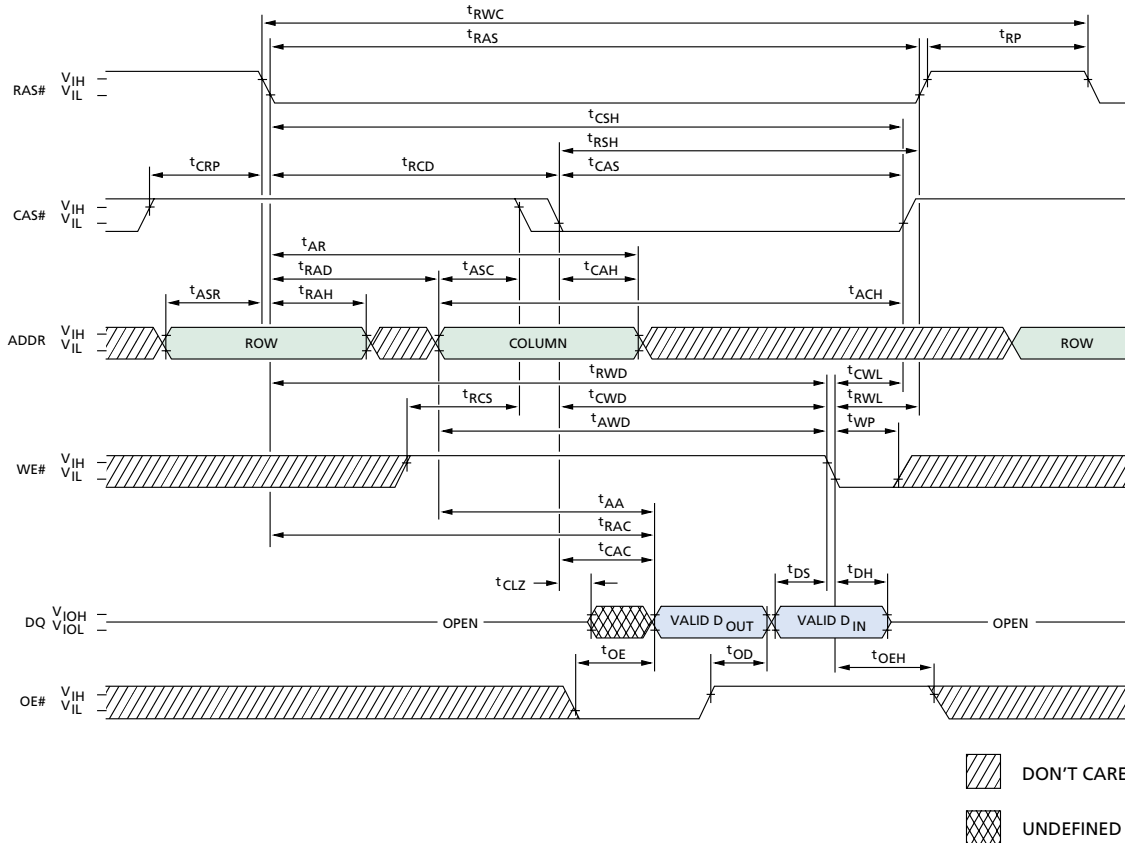 tRWC
tRAS
tRP
RAS# VIH
VIL
tCSH
tRSH
tCRP tRCD tCAS
CAS# VIH
VIL
tAR
tRAD tASC tCAH
tASR tRAH tACH
ADDR VIH
VIL
ROW COLUMN ROW
tRWD tCWL
tRCS tCWD tRWL
tAWD tWP
WE# VIH
VIL
tAA
tRAC
tCAC
tCLZ tDS tDH
DQ VIOH
VIOL
OPEN VALID DOUT VALID DIN OPEN
tOE tOD tOEH
OE# VIH
VIL
DON'T CARE
UNDEFINED